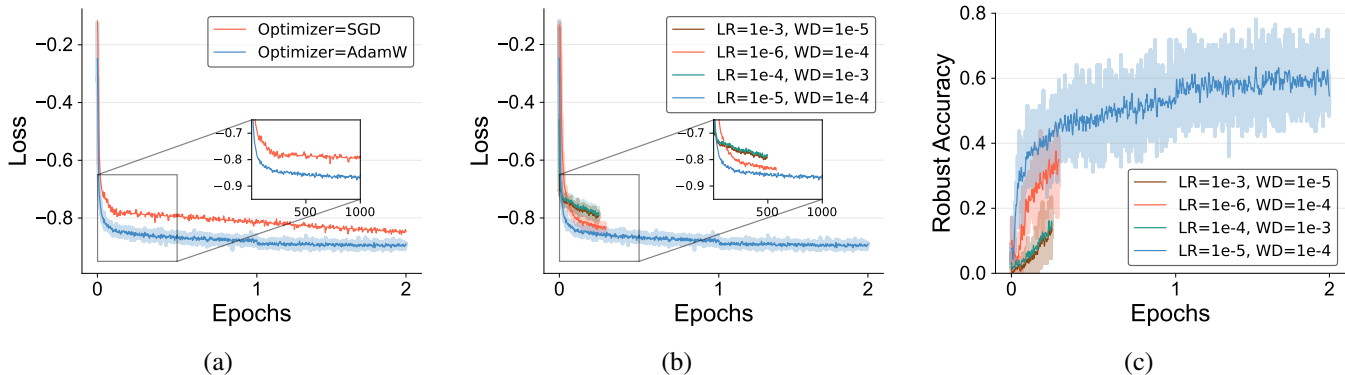 Loss
−0.2
−0.4
−0.6
−0.8
Optimizer=SGD
Optimizer=AdamW
−0.7
−0.8
−0.9
500
1000
0
1
2
Epochs
(a)
Loss
−0.2
−0.4
−0.6
−0.8
LR=1e-3, WD=1e-5
LR=1e-6, WD=1e-4
LR=1e-4, WD=1e-3
LR=1e-5, WD=1e-4
−0.7
−0.8
−0.9
500
1000
0
1
2
Epochs
(b)
Robust Accuracy
0.8
0.6
0.4
0.2
0.0
LR=1e-3, WD=1e-5
LR=1e-6, WD=1e-4
LR=1e-4, WD=1e-3
LR=1e-5, WD=1e-4
0
1
2
Epochs
(c)